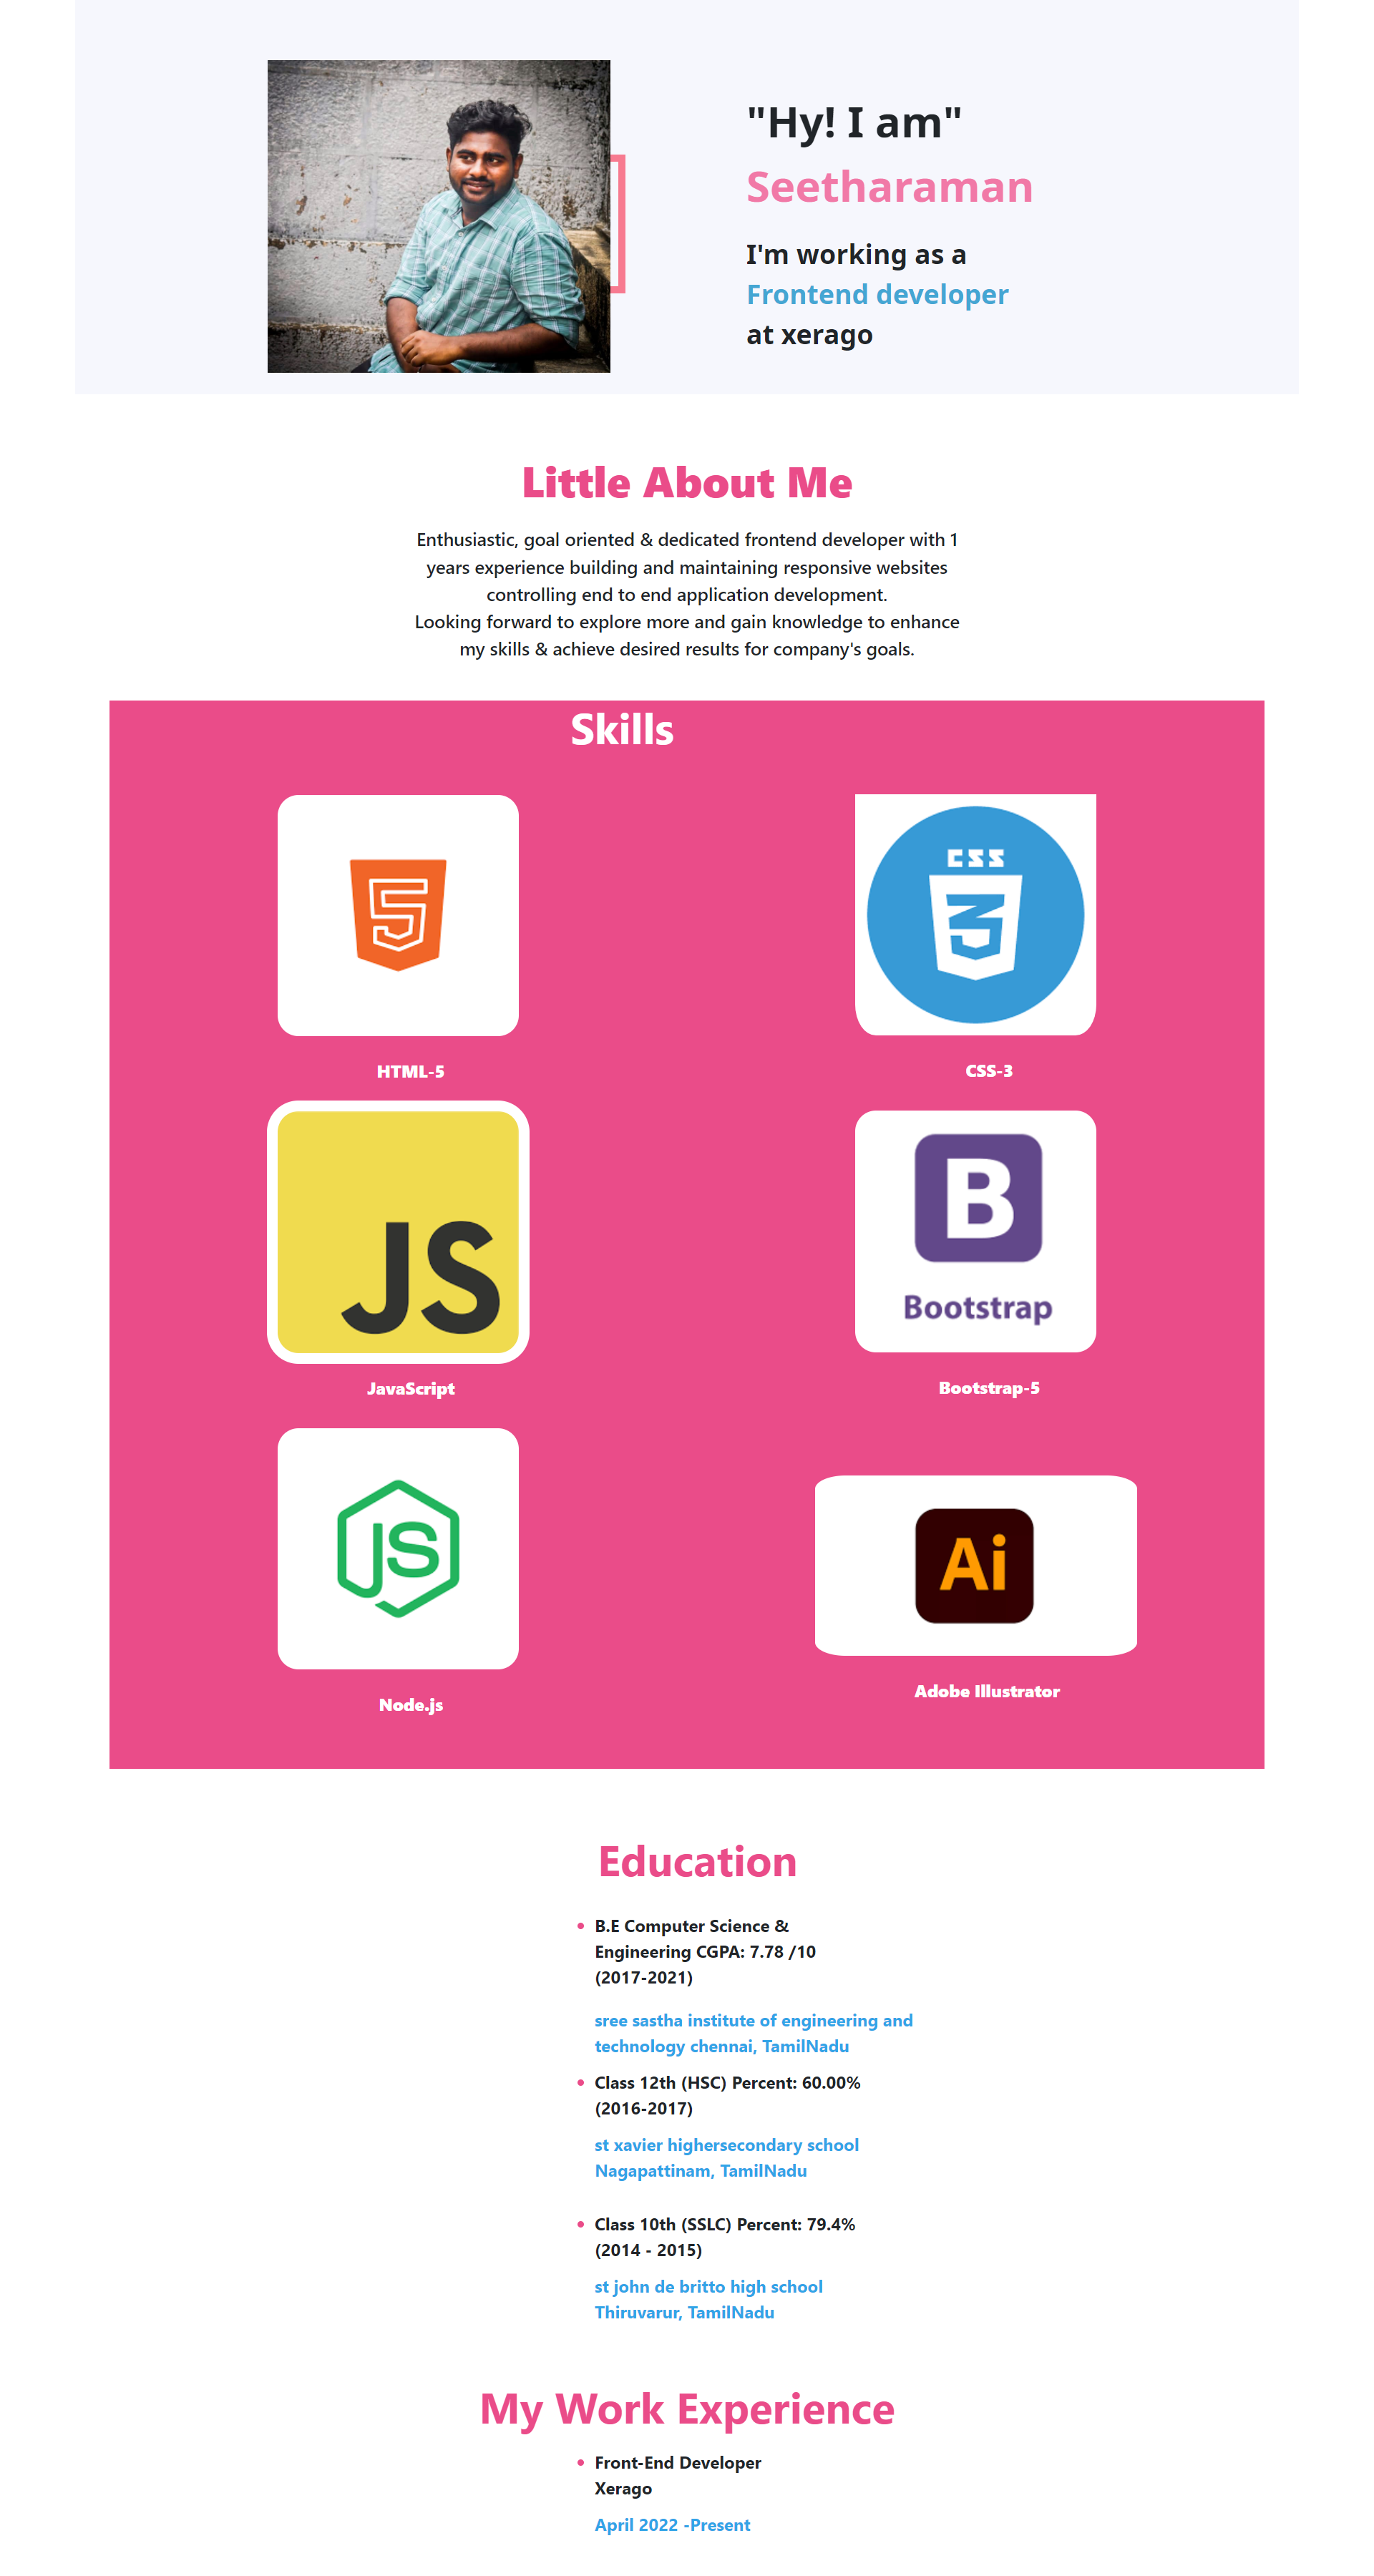 "Hy! I am"
Seetharaman
I'm working as a
Frontend developer
at xerago
Little About Me
Enthusiastic, goal oriented & dedicated frontend developer with 1
years experience building and maintaining responsive websites
controlling end to end application development.
Looking forward to explore more and gain knowledge to enhance
my skills & achieve desired results for company's goals.
Skills
5
HTML-5
CSS
3
CSS-3
JS
JavaScript
B
Bootstrap
Bootstrap-5
JS
Node.js
Ai
Adobe Illustrator
Education
B.E Computer Science &
Engineering CGPA: 7.78 /10
(2017-2021)
sree sastha institute of engineering and
technology chennai, TamilNadu
Class 12th (HSC) Percent: 60.00%
(2016-2017)
st xavier highersecondary school
Nagapattinam, TamilNadu
Class 10th (SSLC) Percent: 79.4%
(2014 - 2015)
st john de britto high school
Thiruvarur, TamilNadu
My Work Experience
Front-End Developer
Xerago
April 2022 -Present